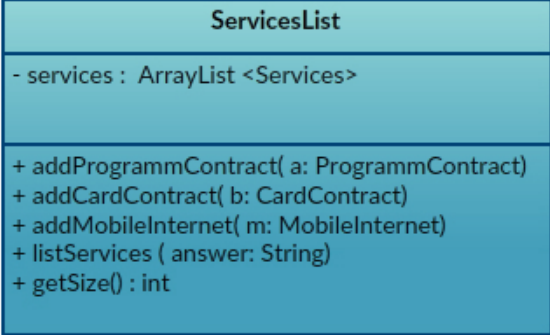 ServicesList
- services : ArrayList <Services>
+ addProgrammContract( a: ProgrammContract)
+ addCardContract( b: CardContract)
+ addMobileInternet( m: MobileInternet)
+ listServices ( answer: String)
+ getSize() : int